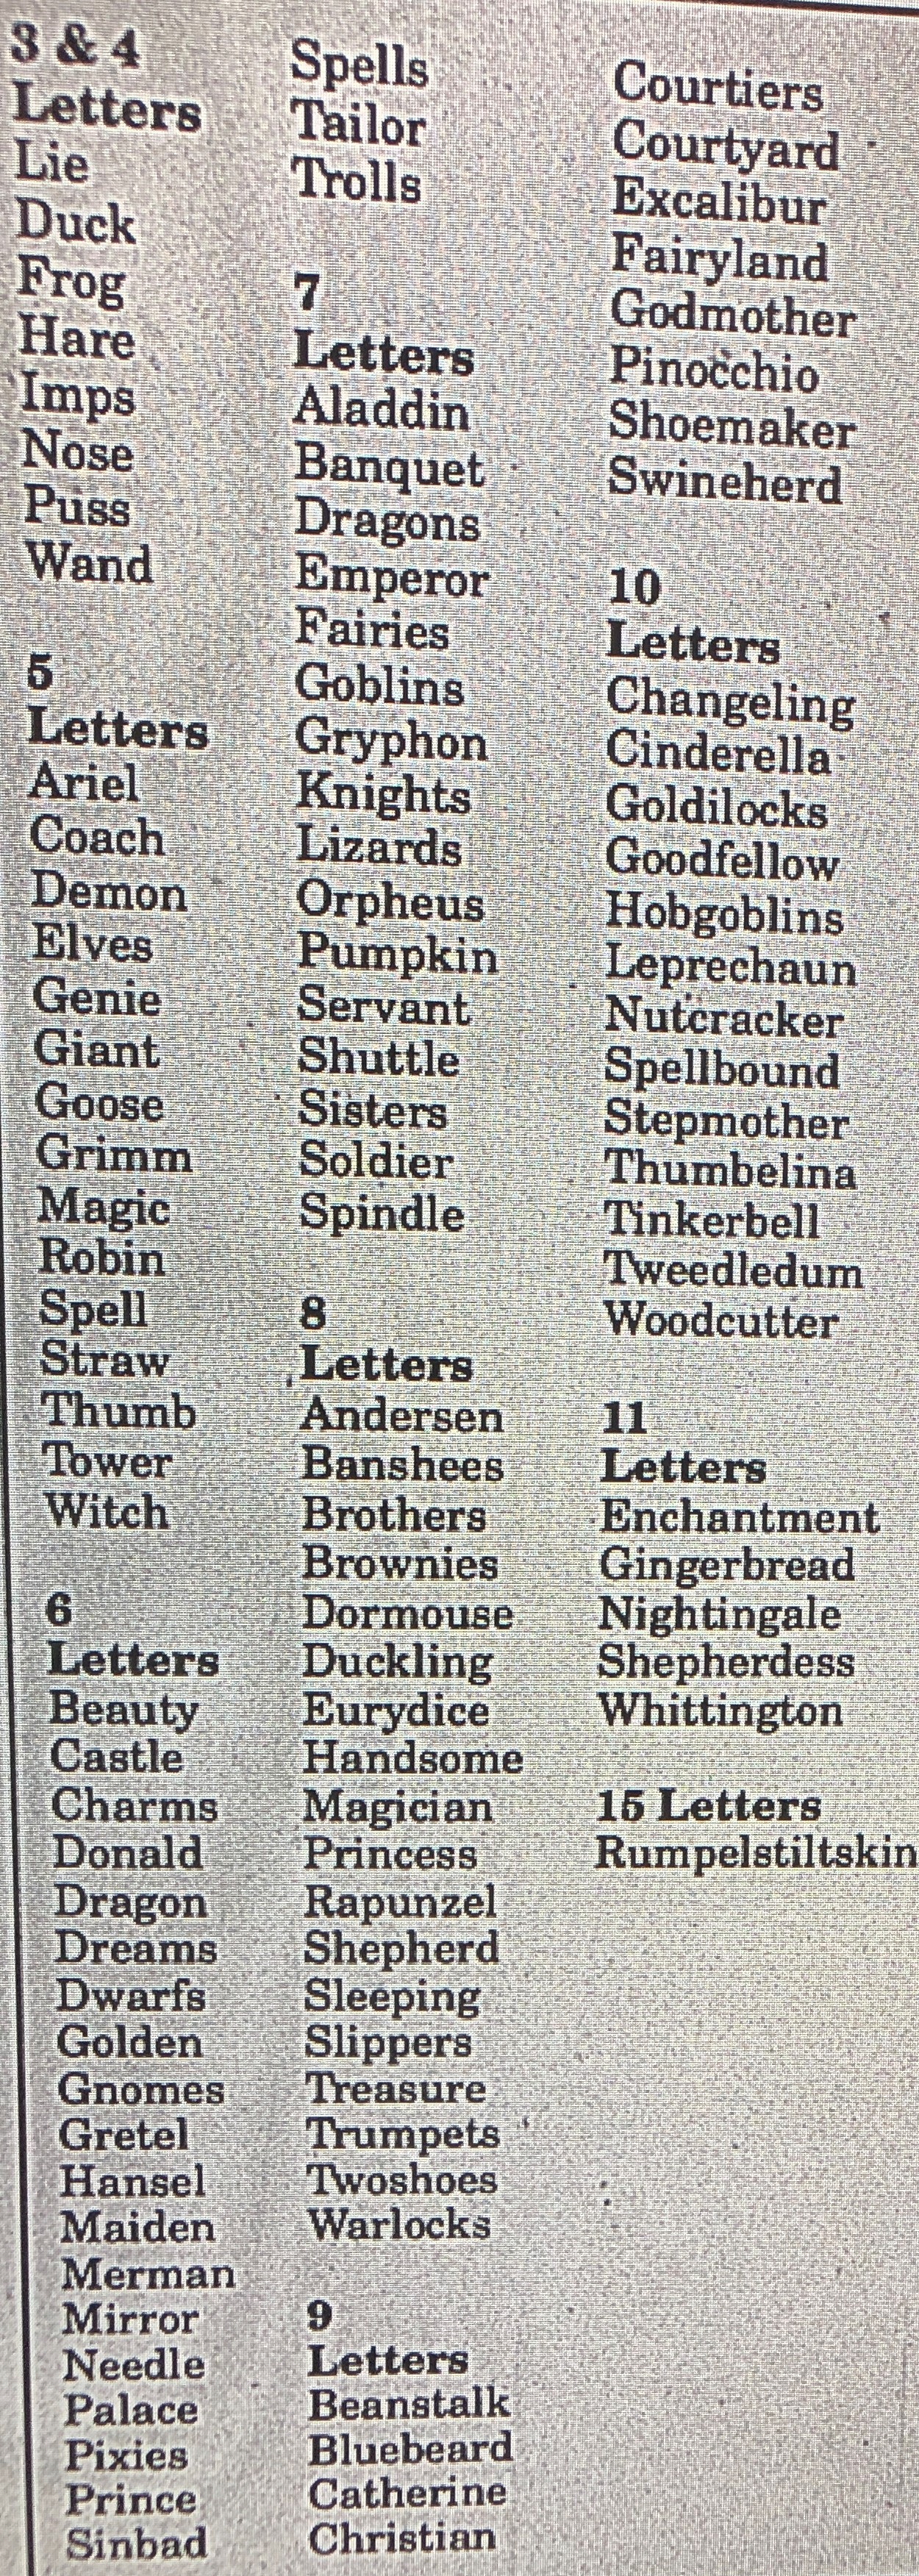 3 & 4
Letters
Lie
Duck
Frog
Hare
Imps
Nose
Puss
Wand
5
Letters
Ariel
Coach
Demon
Elves
Genie
Giant
Goose
Grimm
Magic
Robin
Spell
Straw
Thumb
Tower
Witch
6
Letters
Beauty
Castle
Charms
Donald
Dragon
Dreams
Dwarfs
Golden
Gnomes
Gretel
Hansel
Maiden
Merman
Mirror
Needle
Palace
Pixies
Prince
Sinbad
Spells
Tailor
Trolls
7
Letters
Aladdin
Banquet
Dragons
Emperor
Fairies
Goblins
Gryphon
Knights
Lizards
Orpheus
Pumpkin
Servant
Shuttle
Sisters
Soldier
Spindle
8
Letters
Andersen
Banshees
Brothers
Brownies
Dormouse
Duckling
Eurydice
Handsome
Magician
Princess
Rapunzel
Shepherd
Sleeping
Slippers
Treasure
Trumpets
Twoshoes
Warlocks
9
Letters
Beanstalk
Bluebeard
Catherine
Christian
Courtiers
Courtyard
Excalibur
Fairyland
Godmother
Pinocchio
Shoemaker
Swineherd
10
Letters
Changeling
Cinderella
Goldilocks
Goodfellow
Hobgoblins
Leprechaun
Nutcracker
Spellbound
Stepmother
Thumbelina
Tinkerbell
Tweedledum
Woodcutter
11
Letters
Enchantment
Gingerbread
Nightingale
Shepherdess
Whittington
15 Letters
Rumpelstiltskin